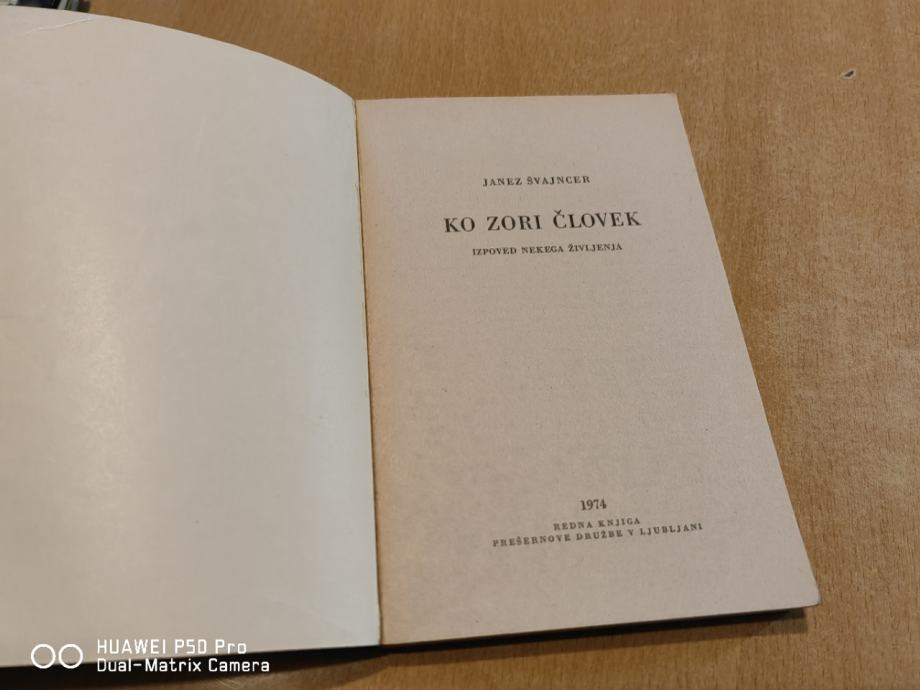 JANEZ ŠVAJNCER
KO ZORI ČLOVEK
IZPOVED NEKEGA ŽIVLJENJA
1974
REDNA KNJIGA
PREŠERNOVE DRUŽBE V LJUBLJANI
HUAWEI P50 Pro
Dual-Matrix Camera